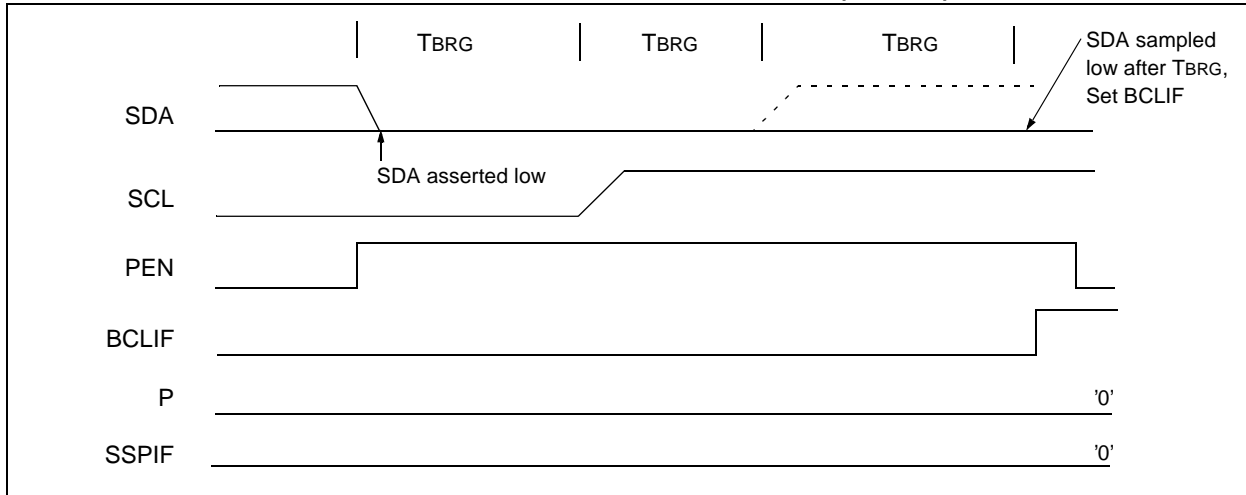 TBRG TBRG TBRG
SDA sampled
low after TBRG,
Set BCLIF
SDA
SDA asserted low
SCL
PEN
BCLIF
P '0'
SSPIF '0'